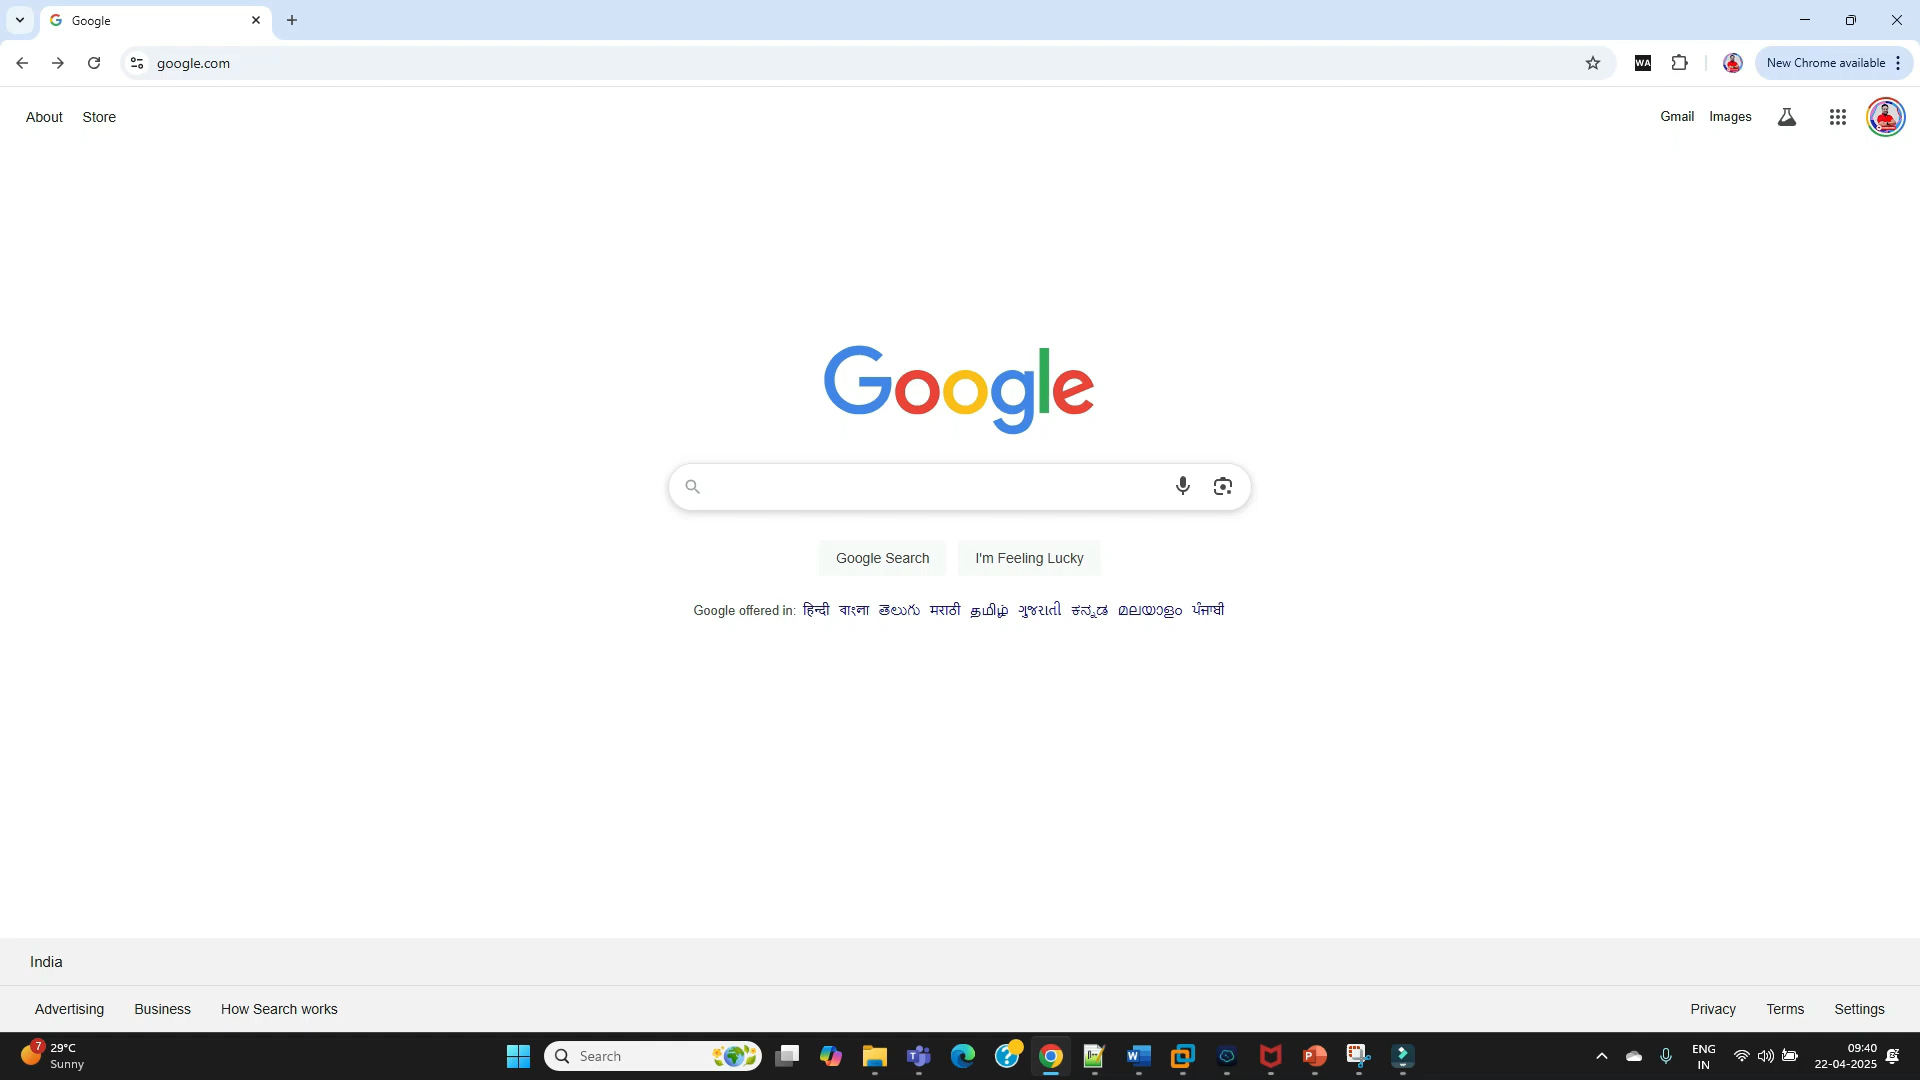 Google
google.com
WA
New Chrome available
About Store
Gmail Images
Google
Google Search I'm Feeling Lucky
Google offered in: हिन्दी বাংলা తెలుగు मराठी தமிழ் ગુજરાતી ಕನ್ನಡ മലയാളം ਪੰਜਾਬੀ
India
Advertising Business How Search works
Privacy Terms Settings
7
29°C
Sunny
Search
ENG
IN
09:40
22-04-2025